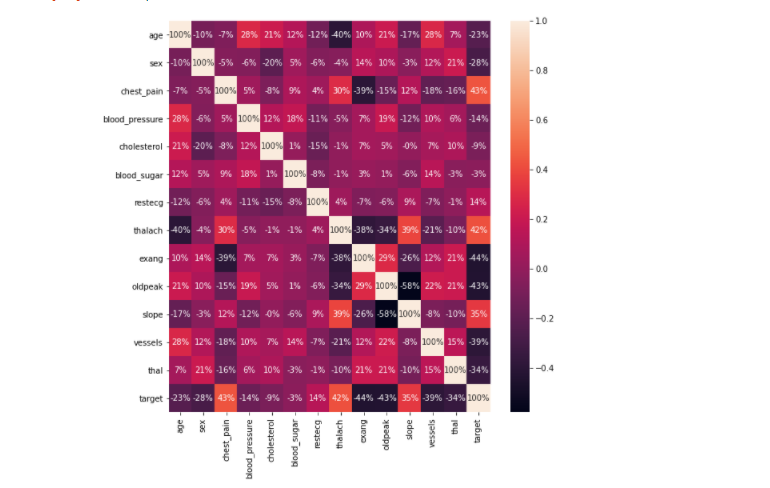 age 100% -10% -7% 28% 21% 12% -12% -40% 10% 21% -17% 28% 7% -23%
sex -10% 100% -5% -6% -20% 5% -6% -4% 14% 10% -3% 12% 21% -28%
chest_pain -7% -5% 100% 5% -8% 9% 4% 30% -39% -15% 12% -18% -16% 43%
blood_pressure 28% -6% 5% 100% 12% 18% -11% -5% 7% 19% -12% 10% 6% -14%
cholesterol 21% -20% -8% 12% 100% 1% -15% -1% 7% 5% -0% 7% 10% -9%
blood_sugar 12% 5% 9% 18% 1% 100% -8% -1% 3% 1% -6% 14% -3% -3%
restecg -12% -6% 4% -11% -15% -8% 100% 4% -7% -6% 9% -7% -1% 14%
thalach -40% -4% 30% -5% -1% -1% 4% 100% -38% -34% 39% -21% -10% 42%
exang 10% 14% -39% 7% 7% 3% -7% -38% 100% 29% -26% 12% 21% -44%
oldpeak 21% 10% -15% 19% 5% 1% -6% -34% 29% 100% -58% 22% 21% -43%
slope -17% -3% 12% -12% -0% -6% 9% 39% -26% -58% 100% -8% -10% 35%
vessels 28% 12% -18% 10% 7% 14% -7% -21% 12% 22% -8% 100% 15% -39%
thal 7% 21% -16% 6% 10% -3% -1% -10% 21% 21% -10% 15% 100% -34%
target -23% -28% 43% -14% -9% -3% 14% 42% -44% -43% 35% -39% -34% 100%
age sex chest_pain blood_pressure cholesterol blood_sugar restecg thalach exang oldpeak slope vessels thal target
1.0
0.8
0.6
0.4
0.2
0.0
−0.2
−0.4